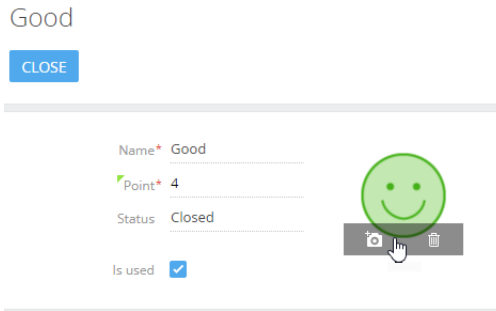 Good
CLOSE
Name* Good
Point* 4
Status Closed
Is used